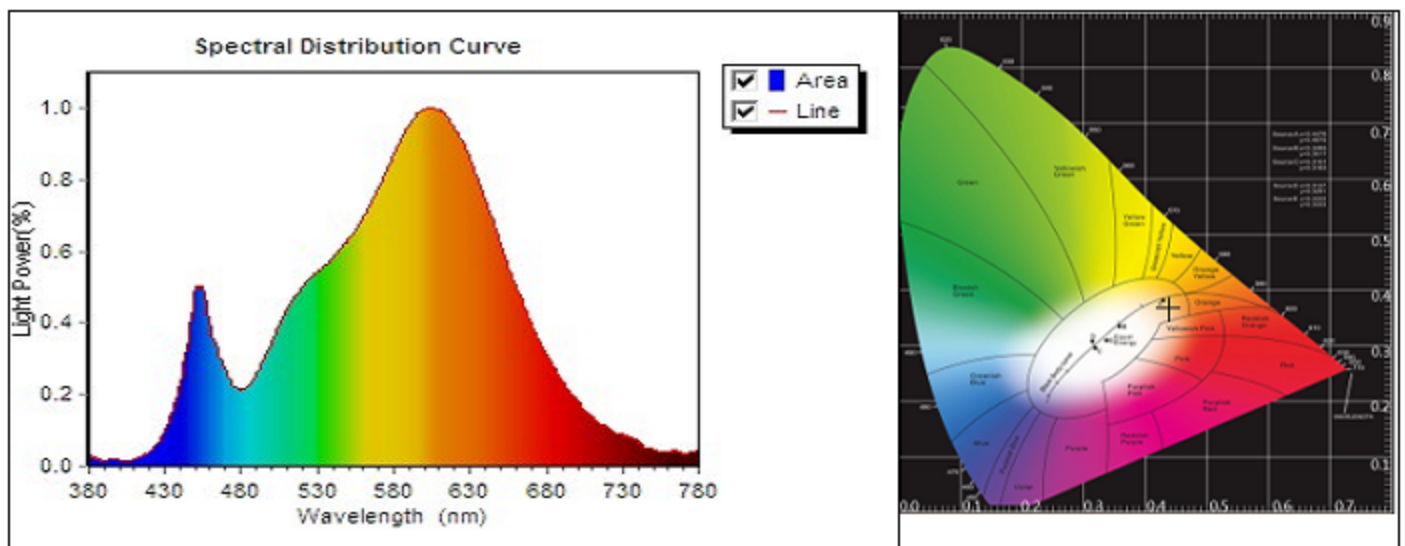 Spectral Distribution Curve
Area
Line
Light Power(%)
1.0
0.8
0.6
0.4
0.2
0.0
380 430 480 530 580 630 680 730 780
Wavelength (nm)
0.9
0.8
0.7
0.6
0.5
0.4
0.3
0.2
0.1
0.0 0.1 0.2 0.3 0.4 0.5 0.6 0.7
Green
Yellowish
Green
Yellow
Green
Yellow
Orange
Yellow
Orange
Bluish
Green
Reddish
Orange
Yellowish Pink
Pink
Red
Greenish
Blue
Purplish
Pink
Purplish
Red
Blue
Purple
Reddish
Purple
Violet